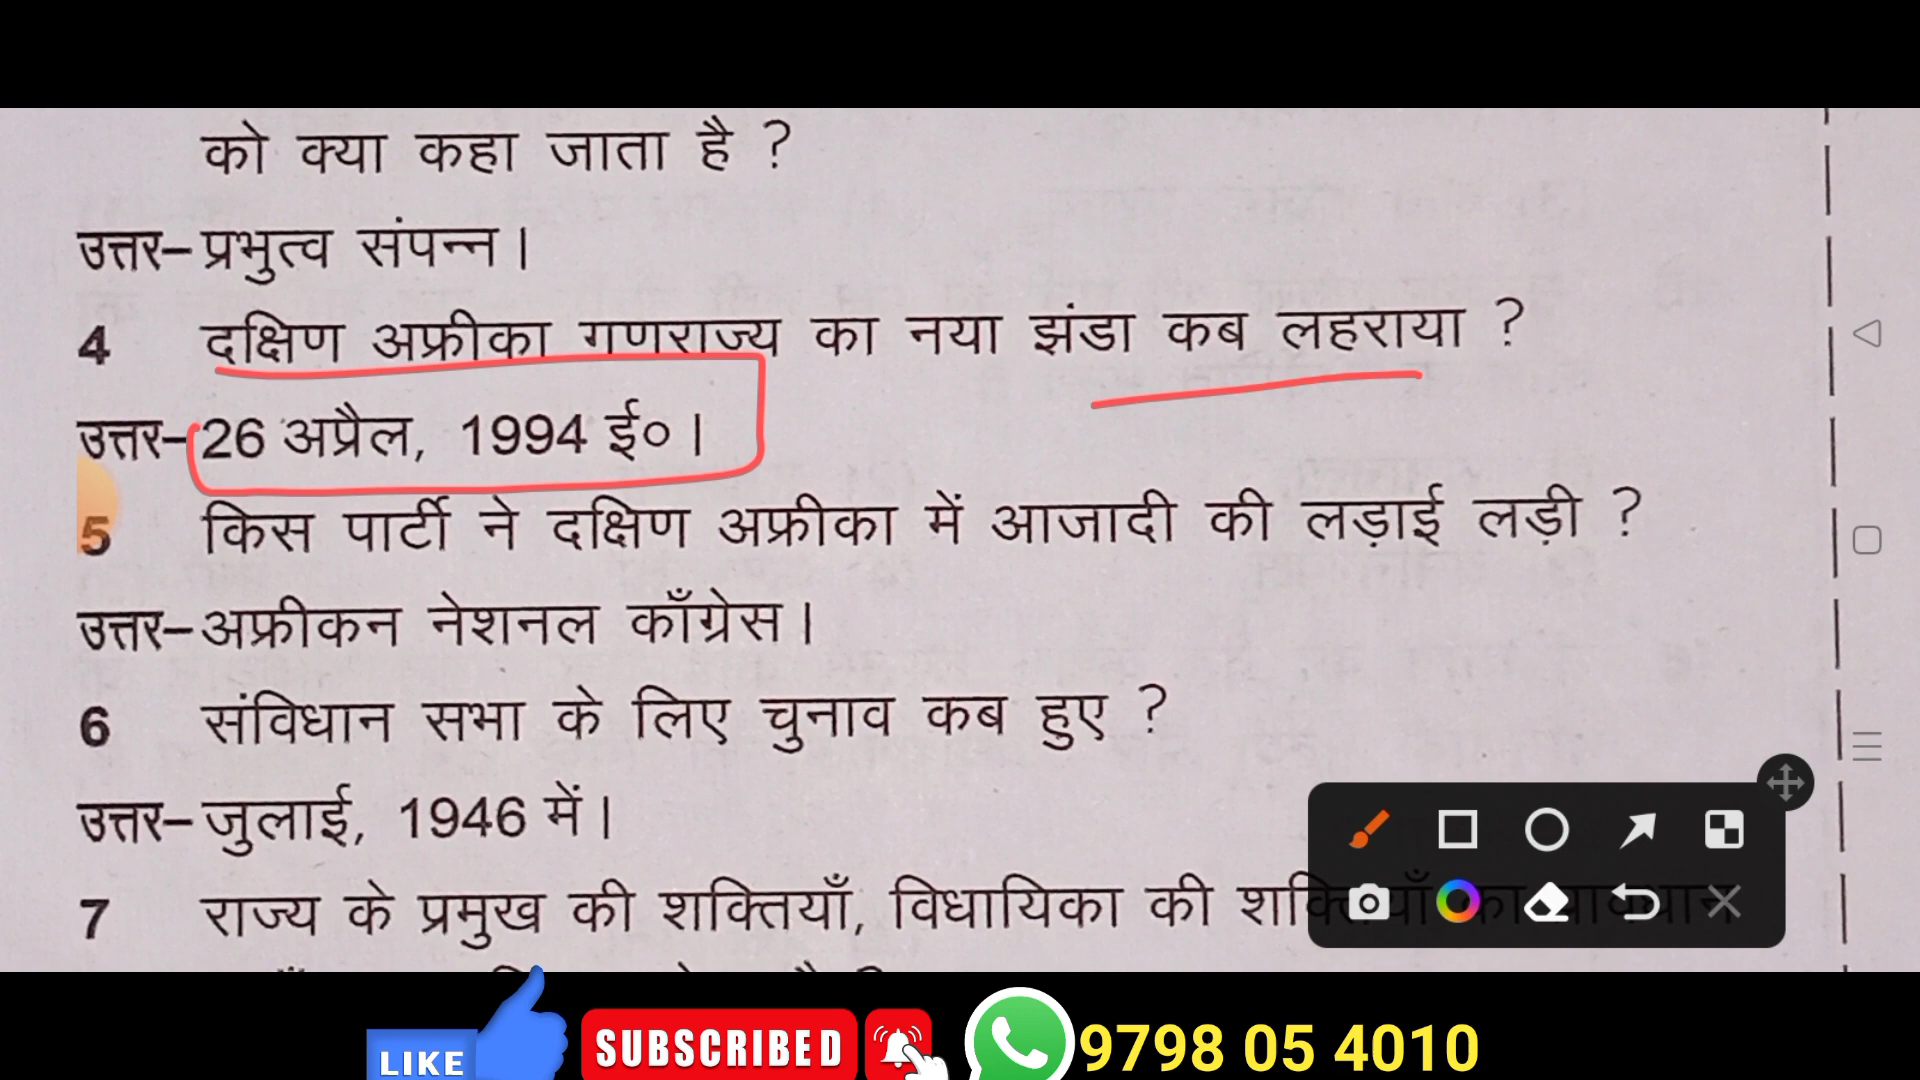 को क्या कहा जाता है ?
उत्तर– प्रभुत्व संपन्न।
4 दक्षिण अफ्रीका गणराज्य का नया झंडा कब लहराया ?
उत्तर– 26 अप्रैल, 1994 ई०।
5 किस पार्टी ने दक्षिण अफ्रीका में आजादी की लड़ाई लड़ी ?
उत्तर– अफ्रीकन नेशनल काँग्रेस।
6 संविधान सभा के लिए चुनाव कब हुए ?
उत्तर– जुलाई, 1946 में।
7 राज्य के प्रमुख की शक्तियाँ, विधायिका की शक्तियाँ का प्रावधान
LIKE SUBSCRIBED 9798 05 4010